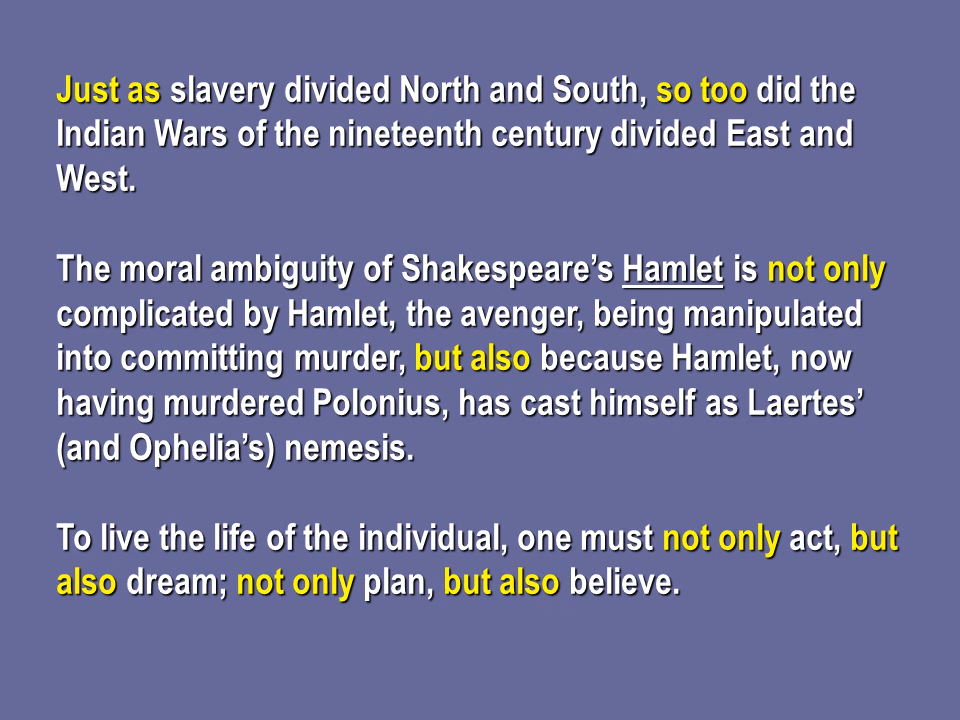 Just as slavery divided North and South, so too did the
Indian Wars of the nineteenth century divided East and
West.
The moral ambiguity of Shakespeare’s Hamlet is not only
complicated by Hamlet, the avenger, being manipulated
into committing murder, but also because Hamlet, now
having murdered Polonius, has cast himself as Laertes’
(and Ophelia’s) nemesis.
To live the life of the individual, one must not only act, but
also dream; not only plan, but also believe.